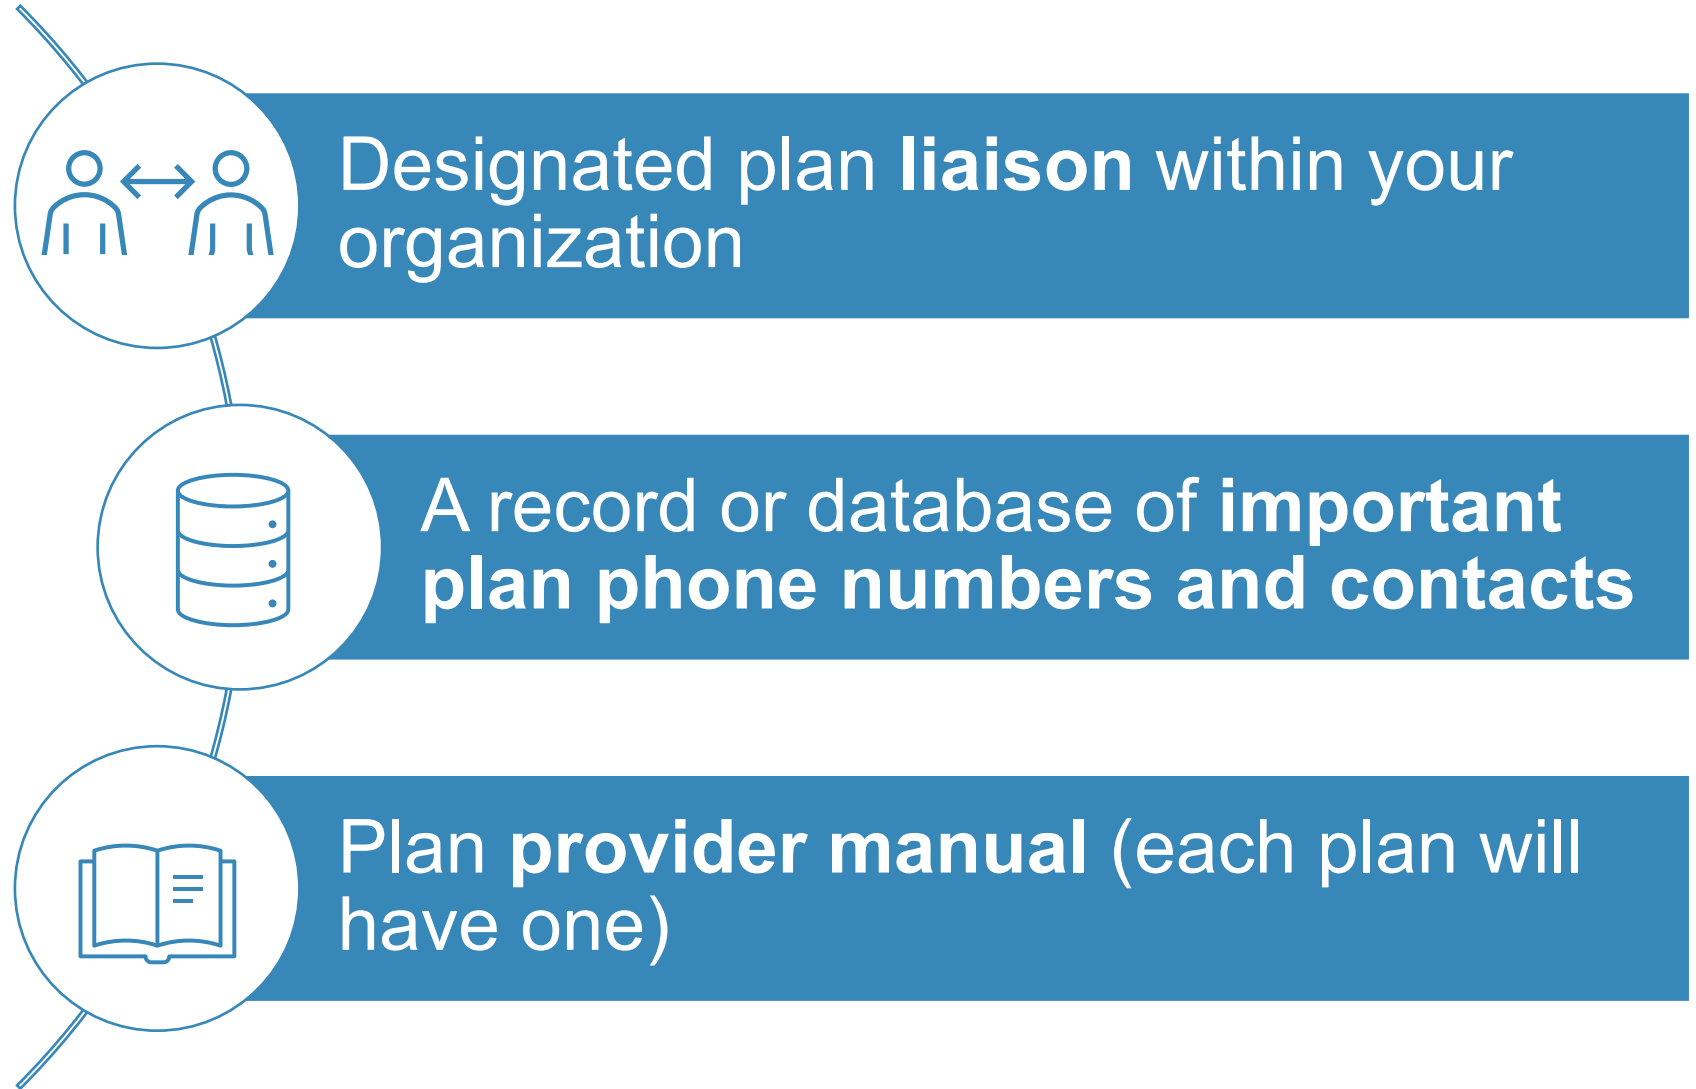 Designated plan liaison within your
organization
A record or database of important
plan phone numbers and contacts
Plan provider manual (each plan will
have one)